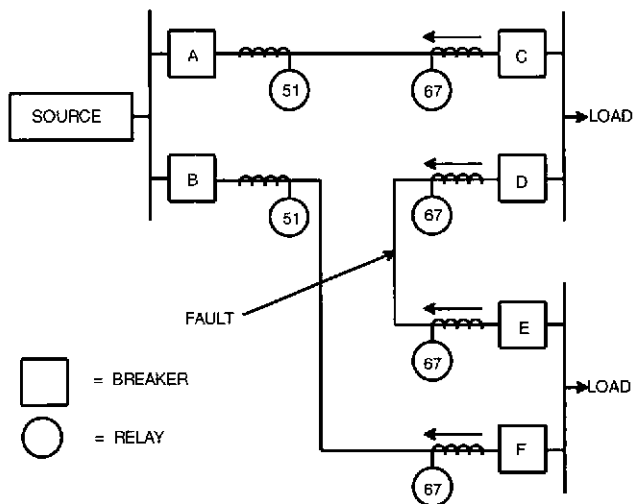 A
C
51
67
SOURCE
LOAD
B
D
51
67
FAULT
E
67
LOAD
= BREAKER
= RELAY
F
67